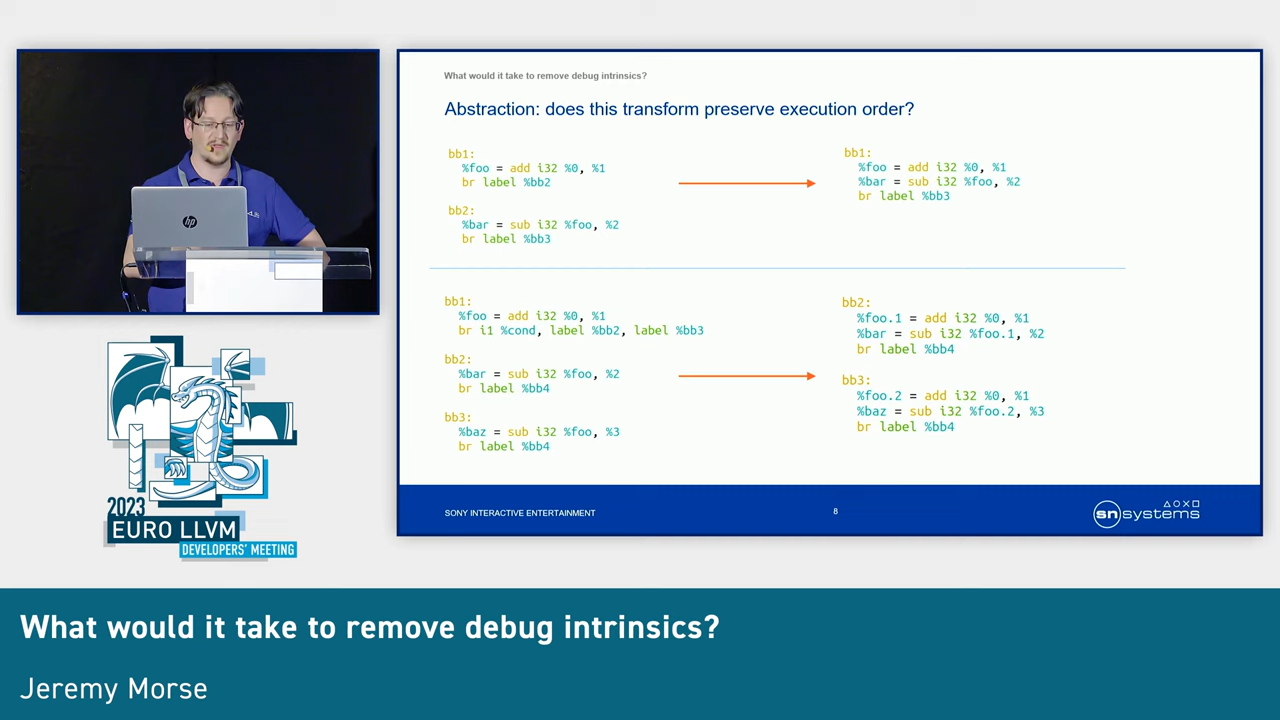 What would it take to remove debug intrinsics?
Abstraction: does this transform preserve execution order?
bb1:
%foo = add i32 %0, %1
br label %bb2
bb2:
%bar = sub i32 %foo, %2
br label %bb3
bb1:
%foo = add i32 %0, %1
%bar = sub i32 %foo, %2
br label %bb3
bb1:
%foo = add i32 %0, %1
br i1 %cond, label %bb2, label %bb3
bb2:
%bar = sub i32 %foo, %2
br label %bb4
bb3:
%baz = sub i32 %foo, %3
br label %bb4
bb2:
%foo.1 = add i32 %0, %1
%bar = sub i32 %foo.1, %2
br label %bb4
bb3:
%foo.2 = add i32 %0, %1
%baz = sub i32 %foo.2, %3
br label %bb4
SONY INTERACTIVE ENTERTAINMENT
8
sn systems
hp
2023
EURO LLVM
DEVELOPERS' MEETING
What would it take to remove debug intrinsics?
Jeremy Morse